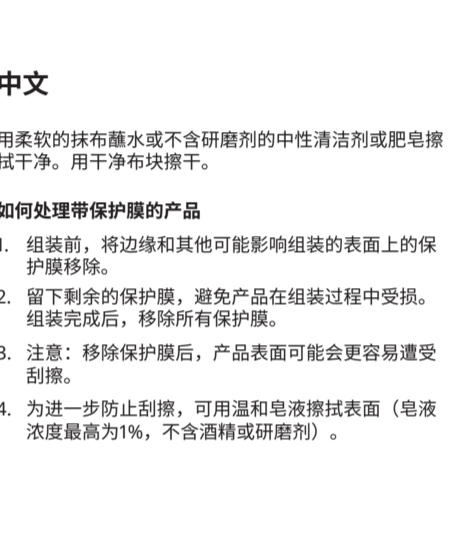 中文
用柔软的抹布蘸水或不含研磨剂的中性清洁剂或肥皂擦
拭干净。用干净布块擦干。
如何处理带保护膜的产品
1. 组装前，将边缘和其他可能影响组装的表面上的保
护膜移除。
2. 留下剩余的保护膜，避免产品在组装过程中受损。
组装完成后，移除所有保护膜。
3. 注意：移除保护膜后，产品表面可能会更容易遭受
刮擦。
4. 为进一步防止刮擦，可用温和皂液擦拭表面（皂液
浓度最高为1%，不含酒精或研磨剂）。